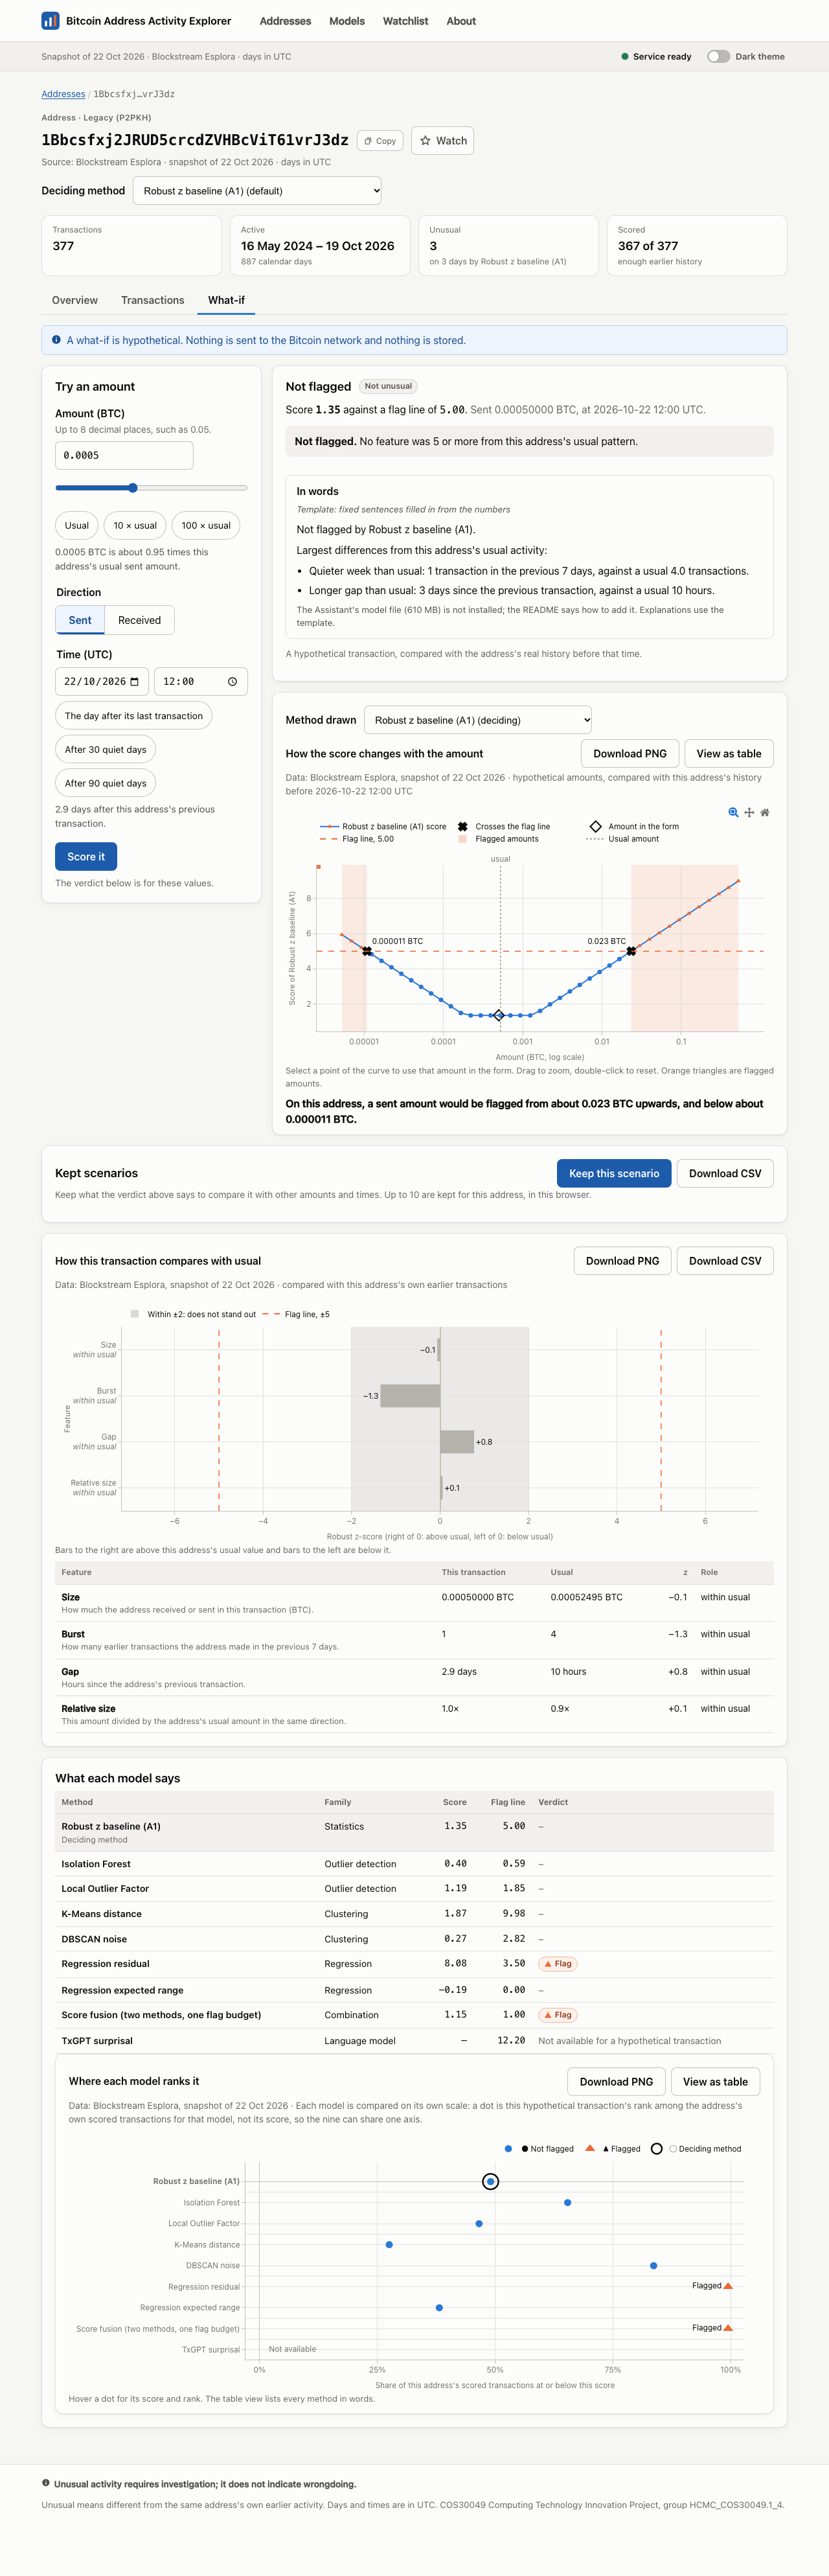 Bitcoin Address Activity Explorer
Addresses Models Watchlist About
Snapshot of 22 Oct 2026 · Blockstream Esplora · days in UTC
Service ready
Dark theme
Addresses / 1Bbcsfxj…vrJ3dz
Address · Legacy (P2PKH)
1Bbcsfxj2JRUD5crcdZVHBcViT61vrJ3dz
Copy
Watch
Source: Blockstream Esplora · snapshot of 22 Oct 2026 · days in UTC
Deciding method
Robust z baseline (A1) (default)
Transactions
377
Active
16 May 2024 – 19 Oct 2026
887 calendar days
Unusual
3
on 3 days by Robust z baseline (A1)
Scored
367 of 377
enough earlier history
Overview Transactions What-if
A what-if is hypothetical. Nothing is sent to the Bitcoin network and nothing is stored.
Try an amount
Amount (BTC)
Up to 8 decimal places, such as 0.05.
0.0005
Usual
10 × usual
100 × usual
0.0005 BTC is about 0.95 times this
address's usual sent amount.
Direction
Sent Received
Time (UTC)
22/10/2026
12:00
The day after its last transaction
After 30 quiet days
After 90 quiet days
2.9 days after this address's previous
transaction.
Score it
The verdict below is for these values.
Not flagged
Not unusual
Score 1.35 against a flag line of 5.00. Sent 0.00050000 BTC, at 2026-10-22 12:00 UTC.
Not flagged. No feature was 5 or more from this address's usual pattern.
In words
Template: fixed sentences filled in from the numbers
Not flagged by Robust z baseline (A1).
Largest differences from this address's usual activity:
• Quieter week than usual: 1 transaction in the previous 7 days, against a usual 4.0 transactions.
• Longer gap than usual: 3 days since the previous transaction, against a usual 10 hours.
The Assistant's model file (610 MB) is not installed; the README says how to add it. Explanations use the
template.
A hypothetical transaction, compared with the address's real history before that time.
Method drawn
Robust z baseline (A1) (deciding)
How the score changes with the amount
Download PNG
View as table
Data: Blockstream Esplora, snapshot of 22 Oct 2026 · hypothetical amounts, compared with this address's history
before 2026-10-22 12:00 UTC
Robust z baseline (A1) score
Crosses the flag line
Amount in the form
Flag line, 5.00
Flagged amounts
Usual amount
usual
0.000011 BTC
0.023 BTC
Score of Robust z baseline (A1)
8
6
4
2
0.00001
0.0001
0.001
0.01
0.1
Amount (BTC, log scale)
Select a point of the curve to use that amount in the form. Drag to zoom, double-click to reset. Orange triangles are flagged
amounts.
On this address, a sent amount would be flagged from about 0.023 BTC upwards, and below about
0.000011 BTC.
Kept scenarios
Keep this scenario
Download CSV
Keep what the verdict above says to compare it with other amounts and times. Up to 10 are kept for this address, in this browser.
How this transaction compares with usual
Download PNG
Download CSV
Data: Blockstream Esplora, snapshot of 22 Oct 2026 · compared with this address's own earlier transactions
Within ±2: does not stand out
Flag line, ±5
Feature
Size
within usual
−0.1
Burst
within usual
−1.3
Gap
within usual
+0.8
Relative size
within usual
+0.1
−6
−4
−2
0
2
4
6
Robust z-score (right of 0: above usual, left of 0: below usual)
Bars to the right are above this address's usual value and bars to the left are below it.
Feature This transaction Usual z Role
Size 0.00050000 BTC 0.00052495 BTC −0.1 within usual
How much the address received or sent in this transaction (BTC).
Burst 1 4 −1.3 within usual
How many earlier transactions the address made in the previous 7 days.
Gap 2.9 days 10 hours +0.8 within usual
Hours since the address's previous transaction.
Relative size 1.0× 0.9× +0.1 within usual
This amount divided by the address's usual amount in the same direction.
What each model says
Method Family Score Flag line Verdict
Robust z baseline (A1) Statistics 1.35 5.00 –
Deciding method
Isolation Forest Outlier detection 0.40 0.59 –
Local Outlier Factor Outlier detection 1.19 1.85 –
K-Means distance Clustering 1.87 9.98 –
DBSCAN noise Clustering 0.27 2.82 –
Regression residual Regression 8.08 3.50 Flag
Regression expected range Regression −0.19 0.00 –
Score fusion (two methods, one flag budget) Combination 1.15 1.00 Flag
TxGPT surprisal Language model — 12.20 Not available for a hypothetical transaction
Where each model ranks it
Download PNG
View as table
Data: Blockstream Esplora, snapshot of 22 Oct 2026 · Each model is compared on its own scale: a dot is this hypothetical transaction's rank among the address's
own scored transactions for that model, not its score, so the nine can share one axis.
● Not flagged
▲ Flagged
○ Deciding method
Robust z baseline (A1)
Isolation Forest
Local Outlier Factor
K-Means distance
DBSCAN noise
Regression residual
Flagged
Regression expected range
Score fusion (two methods, one flag budget)
Flagged
TxGPT surprisal
Not available
0%
25%
50%
75%
100%
Share of this address's scored transactions at or below this score
Hover a dot for its score and rank. The table view lists every method in words.
Unusual activity requires investigation; it does not indicate wrongdoing.
Unusual means different from the same address's own earlier activity. Days and times are in UTC. COS30049 Computing Technology Innovation Project, group HCMC_COS30049.1_4.